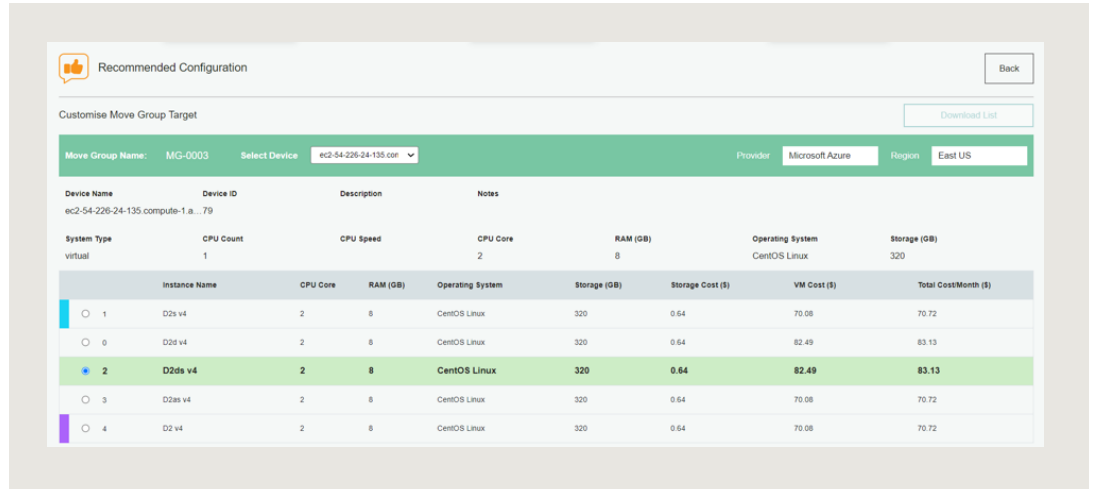 Recommended Configuration
Back
Customise Move Group Target
Download List
Move Group Name: MG-0003 Select Device ec2-54-226-24-135.con Provider Microsoft Azure Region East US
Device Name Device ID Description Notes
ec2-54-226-24-135.compute-1.a... 79
System Type CPU Count CPU Speed CPU Core RAM (GB) Operating System Storage (GB)
virtual 1 2 8 CentOS Linux 320
Instance Name CPU Core RAM (GB) Operating System Storage (GB) Storage Cost ($) VM Cost ($) Total Cost/Month ($)
1 D2s v4 2 8 CentOS Linux 320 0.64 70.08 70.72
0 D2d v4 2 8 CentOS Linux 320 0.64 82.49 83.13
2 D2ds v4 2 8 CentOS Linux 320 0.64 82.49 83.13
3 D2as v4 2 8 CentOS Linux 320 0.64 70.08 70.72
4 D2 v4 2 8 CentOS Linux 320 0.64 70.08 70.72